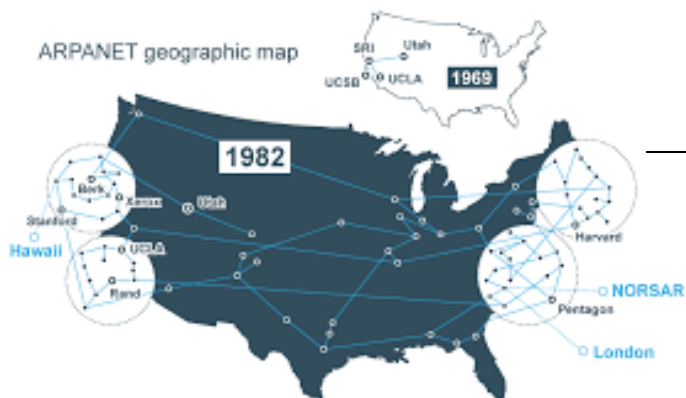 ARPANET geographic map
SRI
Utah
UCSB
UCLA
1969
1982
Berk
Xerox
Utah
Stanford
Hawaii
UCLA
Rand
Harvard
NORSAR
Pentagon
London